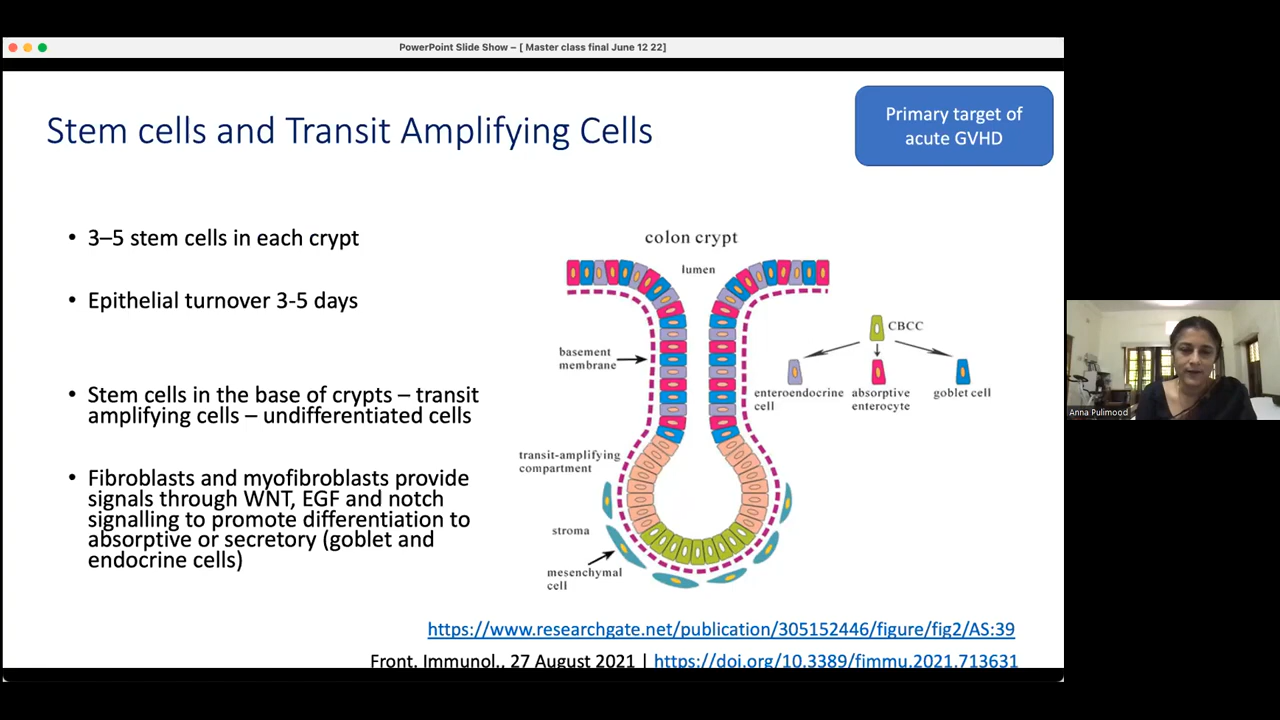 PowerPoint Slide Show – [ Master class final June 12 22]
Stem cells and Transit Amplifying Cells
Primary target of
acute GVHD
• 3–5 stem cells in each crypt
• Epithelial turnover 3-5 days
• Stem cells in the base of crypts – transit
amplifying cells – undifferentiated cells
• Fibroblasts and myofibroblasts provide
signals through WNT, EGF and notch
signalling to promote differentiation to
absorptive or secretory (goblet and
endocrine cells)
colon crypt
lumen
basement
membrane
CBCC
enteroendocrine
cell
absorptive
enterocyte
goblet cell
transit-amplifying
compartment
stroma
mesenchymal
cell
https://www.researchgate.net/publication/305152446/figure/fig2/AS:39
Front. Immunol., 27 August 2021 | https://doi.org/10.3389/fimmu.2021.713631
Anna Pulimood